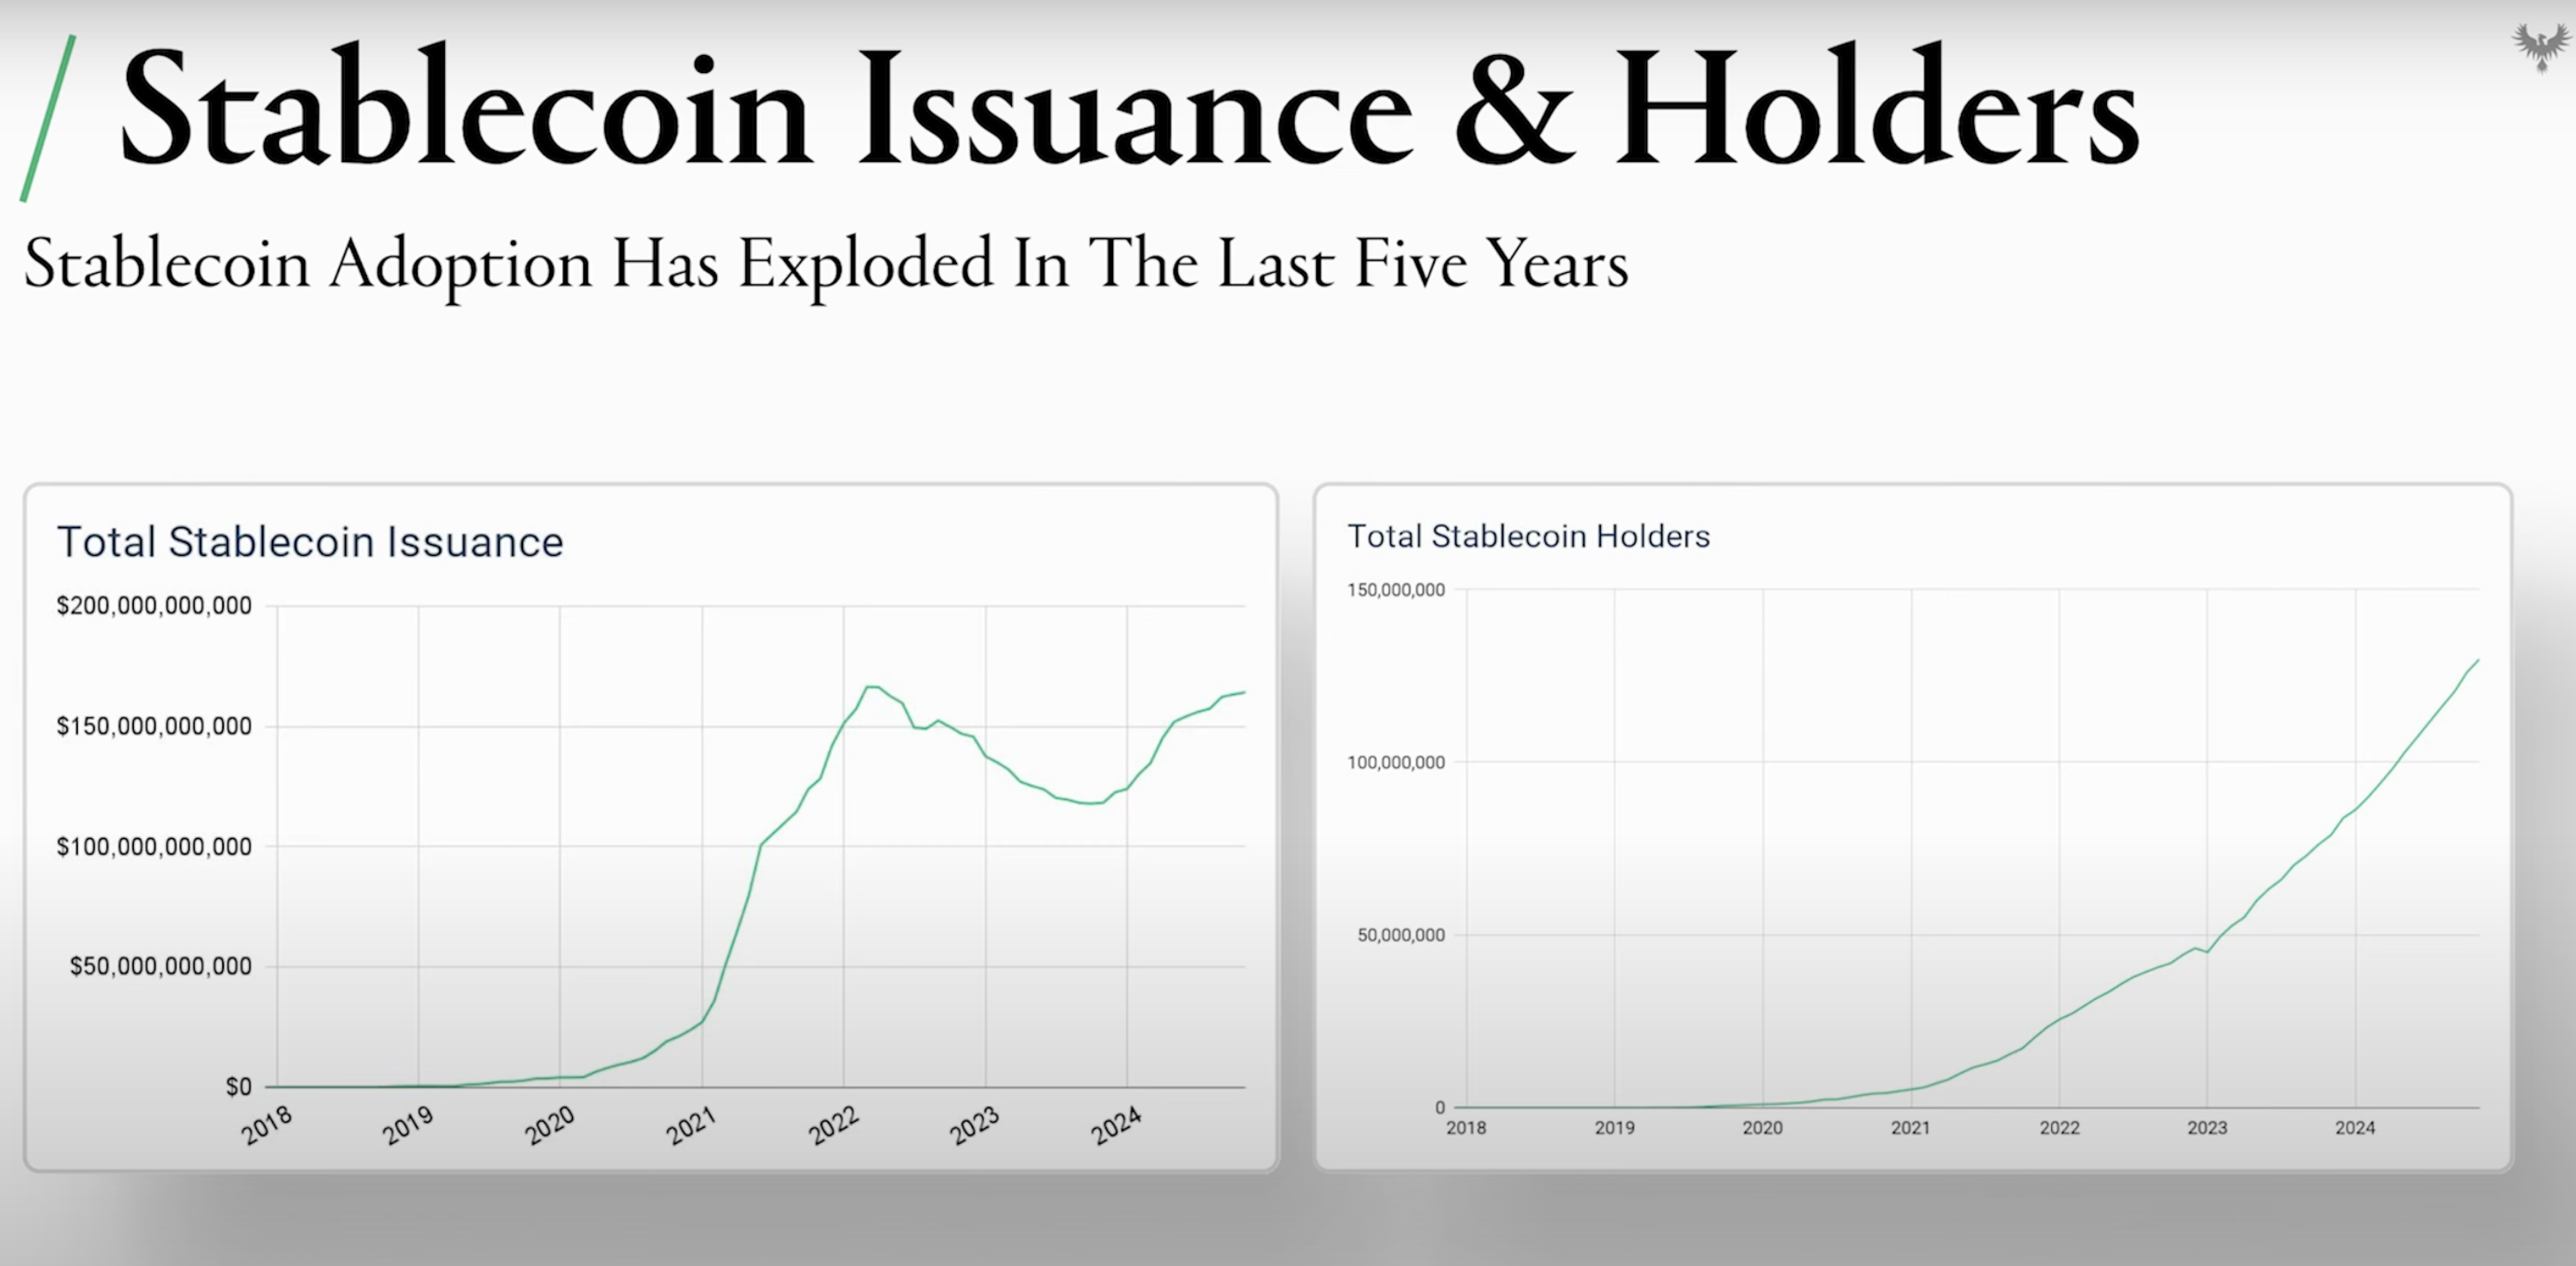 / Stablecoin Issuance & Holders
Stablecoin Adoption Has Exploded In The Last Five Years
Total Stablecoin Issuance
$200,000,000,000
$150,000,000,000
$100,000,000,000
$50,000,000,000
$0
2018 2019 2020 2021 2022 2023 2024
Total Stablecoin Holders
150,000,000
100,000,000
50,000,000
0
2018 2019 2020 2021 2022 2023 2024